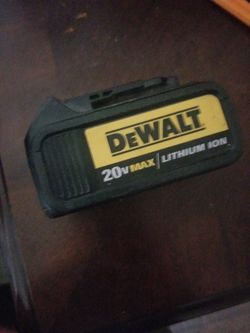 DEWALT
20V MAX / LITHIUM ION